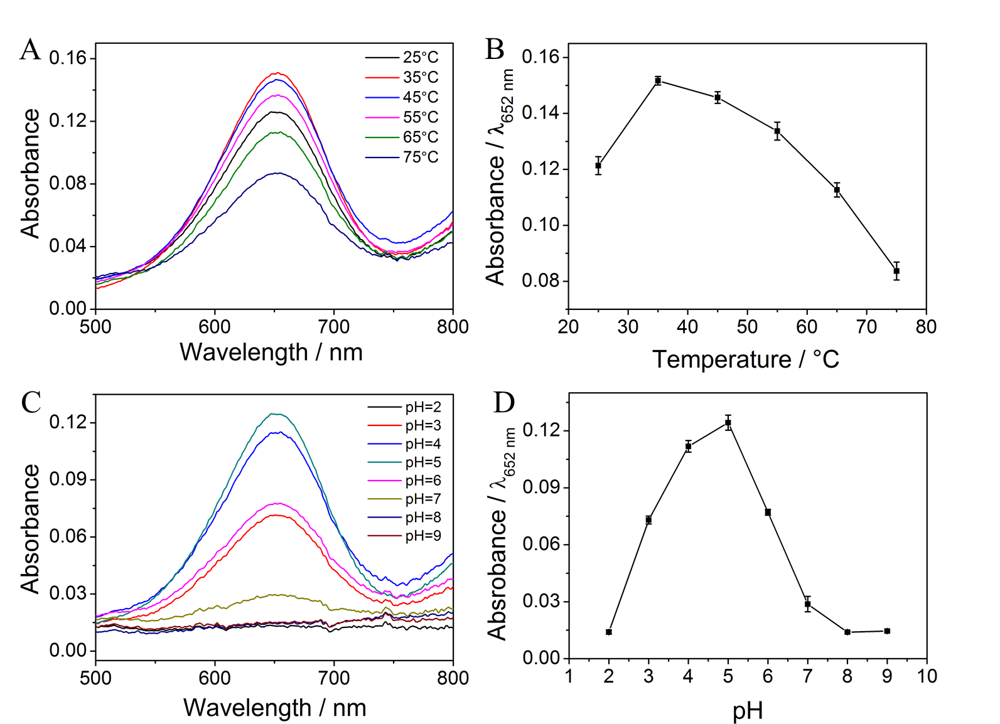 A
0.16
0.12
0.08
0.04
0.00
Absorbance
25°C
35°C
45°C
55°C
65°C
75°C
500 600 700 800
Wavelength / nm
B
0.16
0.14
0.12
0.10
0.08
Absorbance / λ652 nm
20 30 40 50 60 70 80
Temperature / °C
C
0.12
0.09
0.06
0.03
0.00
Absorbance
pH=2
pH=3
pH=4
pH=5
pH=6
pH=7
pH=8
pH=9
500 600 700 800
Wavelength / nm
D
0.12
0.09
0.06
0.03
0.00
Absrobance / λ652 nm
1 2 3 4 5 6 7 8 9 10
pH